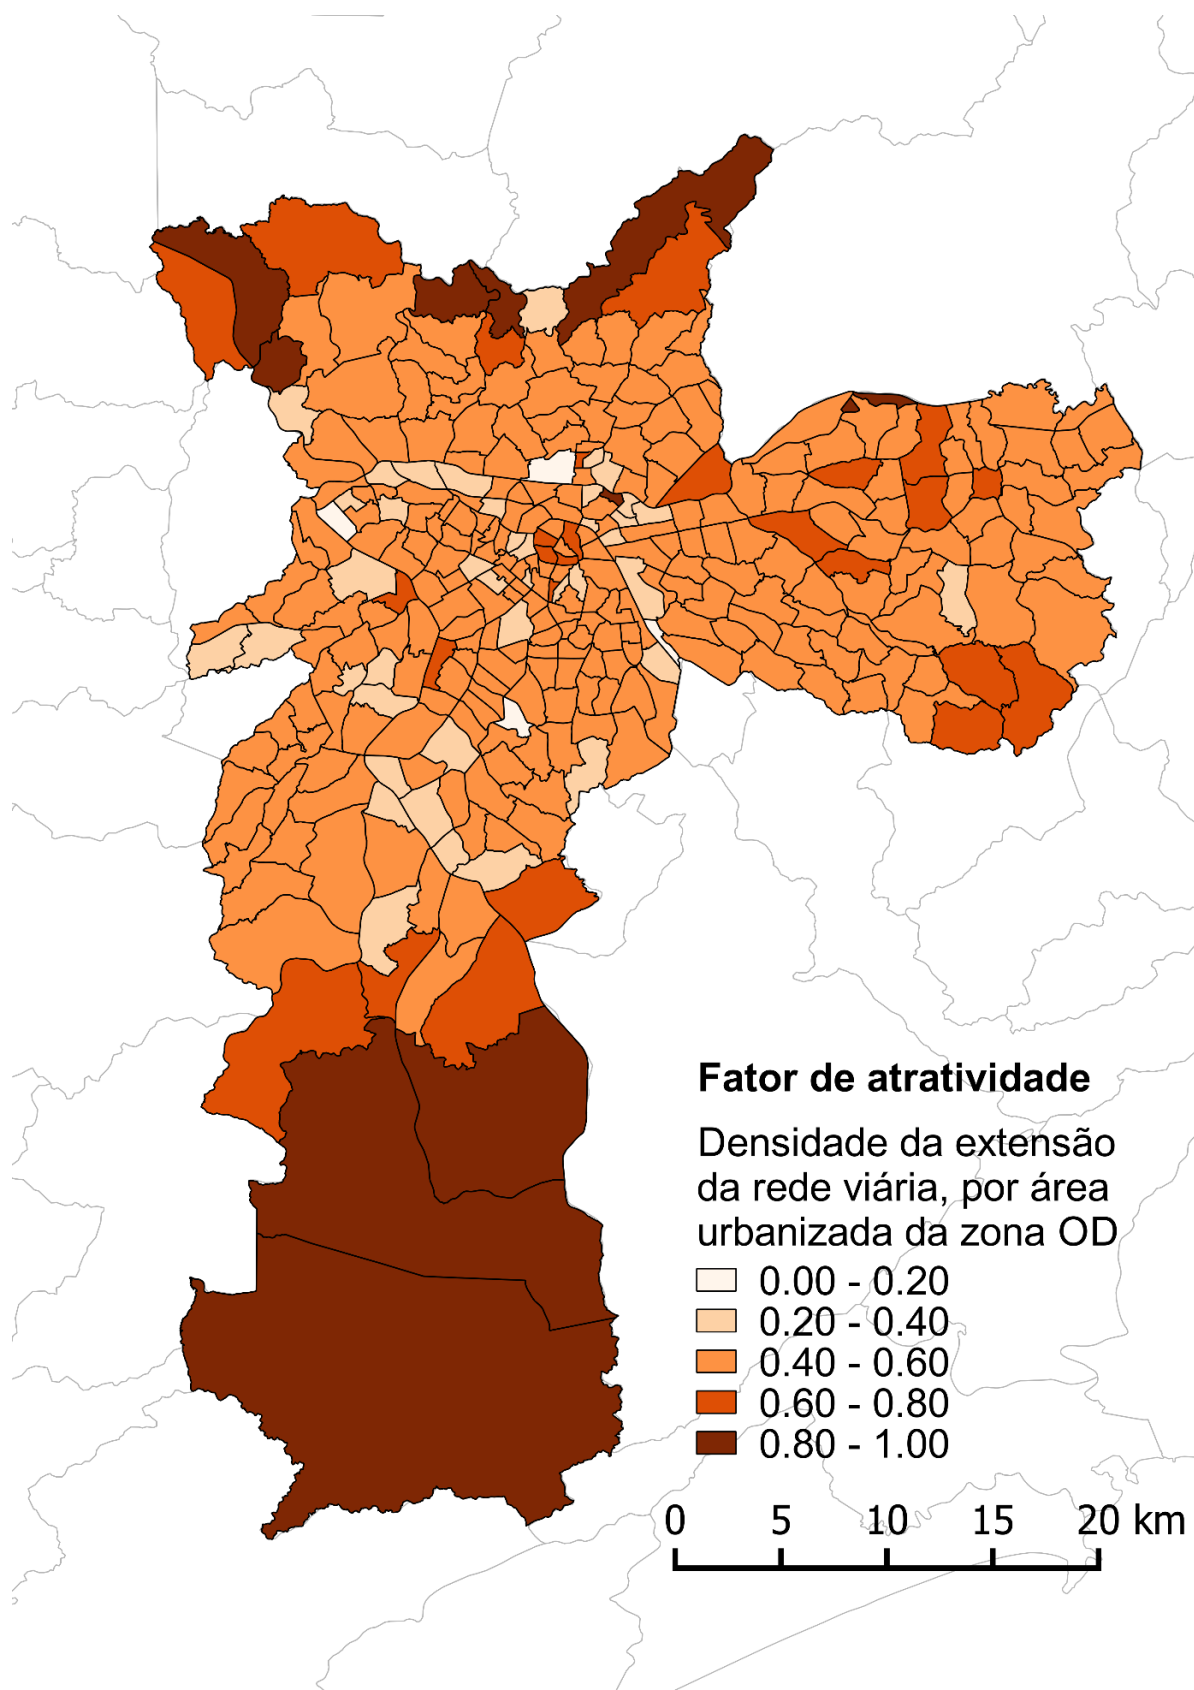 Fator de atratividade
Densidade da extensão
da rede viária, por área
urbanizada da zona OD
0.00 - 0.20
0.20 - 0.40
0.40 - 0.60
0.60 - 0.80
0.80 - 1.00
0 5 10 15 20 km